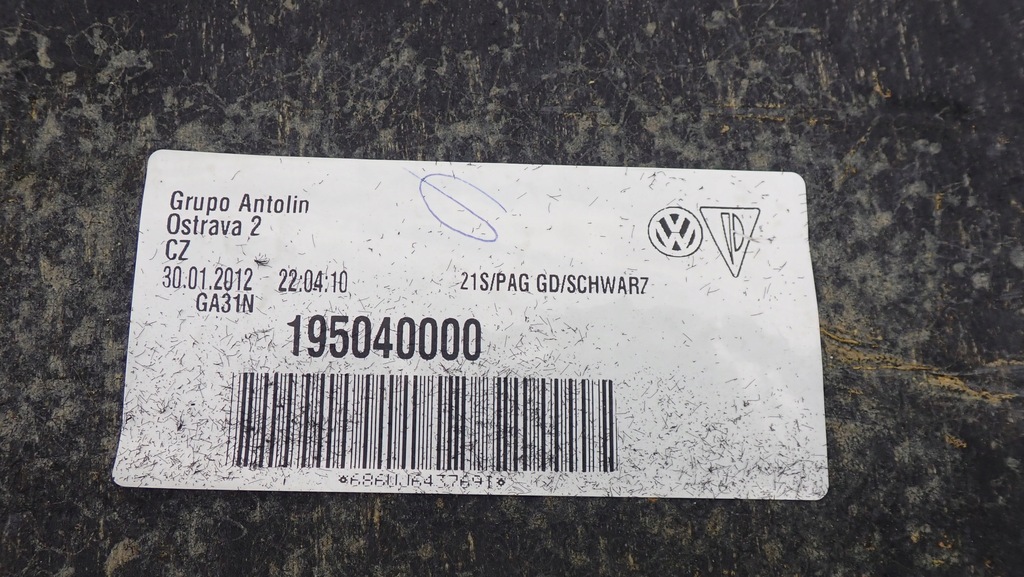 Grupo Antolin
Ostrava 2
CZ
30.01.2012 22:04:10 21S/PAG GD/SCHWARZ
GA31N
195040000